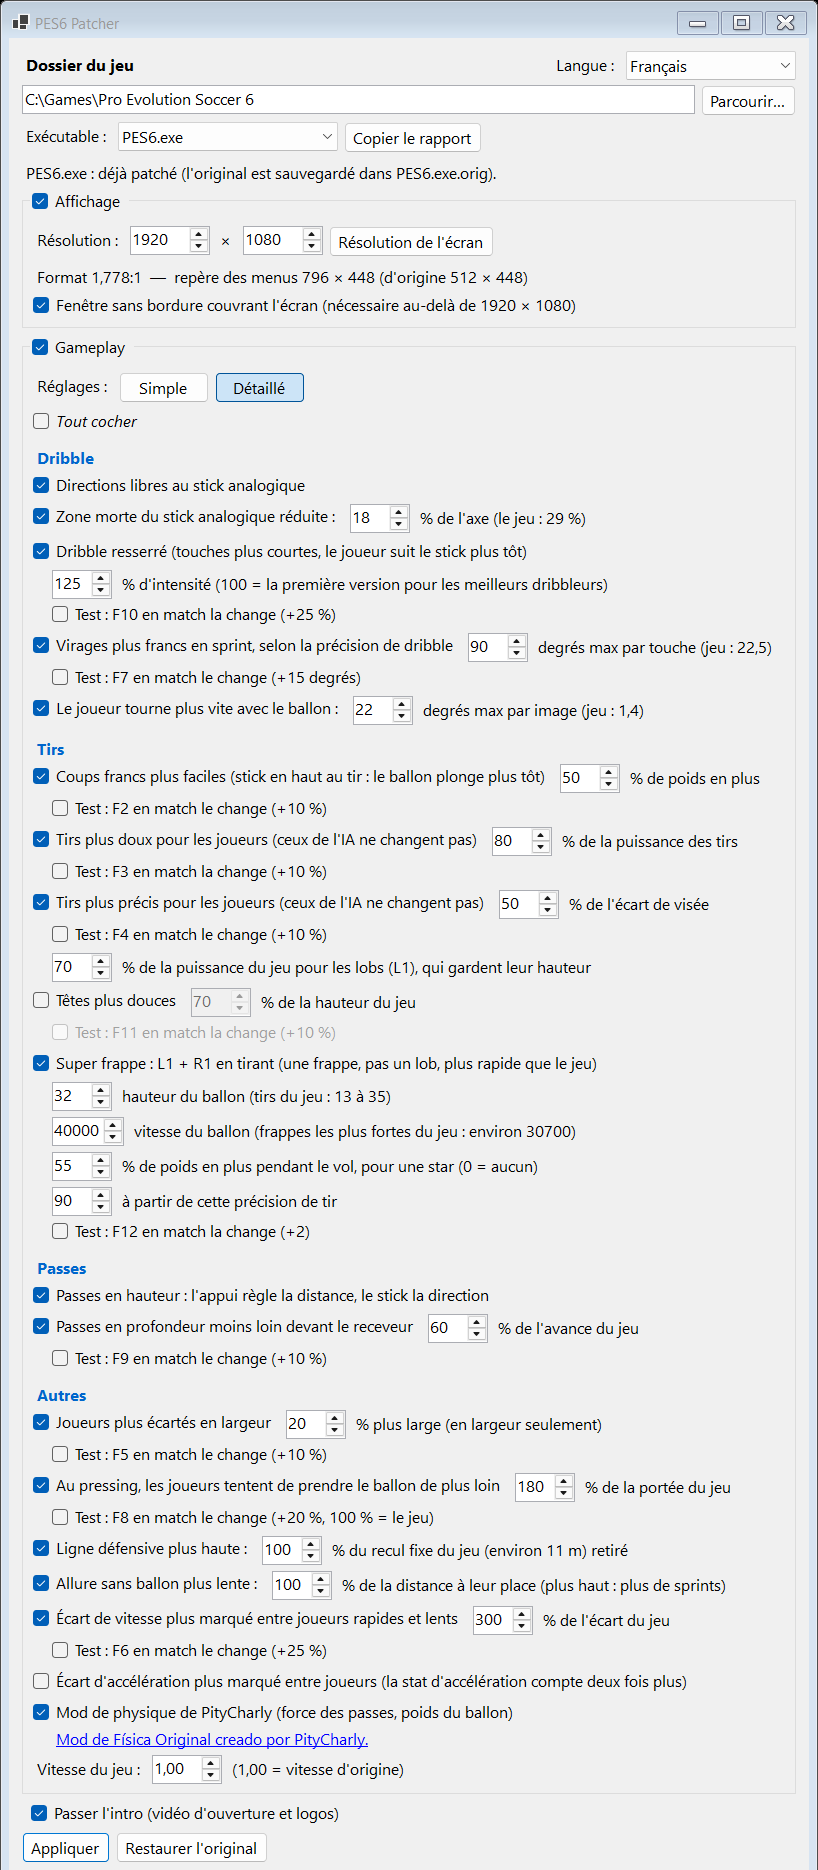 PES6 Patcher
Dossier du jeu
Langue : Français
C:\Games\Pro Evolution Soccer 6 Parcourir...
Exécutable : PES6.exe Copier le rapport
PES6.exe : déjà patché (l'original est sauvegardé dans PES6.exe.orig).
Affichage
Résolution : 1920 × 1080 Résolution de l'écran
Format 1,778:1 — repère des menus 796 × 448 (d'origine 512 × 448)
Fenêtre sans bordure couvrant l'écran (nécessaire au-delà de 1920 × 1080)
Gameplay
Réglages : Simple Détaillé
Tout cocher
Dribble
Directions libres au stick analogique
Zone morte du stick analogique réduite : 18 % de l'axe (le jeu : 29 %)
Dribble resserré (touches plus courtes, le joueur suit le stick plus tôt)
125 % d'intensité (100 = la première version pour les meilleurs dribbleurs)
Test : F10 en match la change (+25 %)
Virages plus francs en sprint, selon la précision de dribble 90 degrés max par touche (jeu : 22,5)
Test : F7 en match le change (+15 degrés)
Le joueur tourne plus vite avec le ballon : 22 degrés max par image (jeu : 1,4)
Tirs
Coups francs plus faciles (stick en haut au tir : le ballon plonge plus tôt) 50 % de poids en plus
Test : F2 en match le change (+10 %)
Tirs plus doux pour les joueurs (ceux de l'IA ne changent pas) 80 % de la puissance des tirs
Test : F3 en match le change (+10 %)
Tirs plus précis pour les joueurs (ceux de l'IA ne changent pas) 50 % de l'écart de visée
Test : F4 en match le change (+10 %)
70 % de la puissance du jeu pour les lobs (L1), qui gardent leur hauteur
Têtes plus douces 70 % de la hauteur du jeu
Test : F11 en match la change (+10 %)
Super frappe : L1 + R1 en tirant (une frappe, pas un lob, plus rapide que le jeu)
32 hauteur du ballon (tirs du jeu : 13 à 35)
40000 vitesse du ballon (frappes les plus fortes du jeu : environ 30700)
55 % de poids en plus pendant le vol, pour une star (0 = aucun)
90 à partir de cette précision de tir
Test : F12 en match la change (+2)
Passes
Passes en hauteur : l'appui règle la distance, le stick la direction
Passes en profondeur moins loin devant le receveur 60 % de l'avance du jeu
Test : F9 en match le change (+10 %)
Autres
Joueurs plus écartés en largeur 20 % plus large (en largeur seulement)
Test : F5 en match le change (+10 %)
Au pressing, les joueurs tentent de prendre le ballon de plus loin 180 % de la portée du jeu
Test : F8 en match le change (+20 %, 100 % = le jeu)
Ligne défensive plus haute : 100 % du recul fixe du jeu (environ 11 m) retiré
Allure sans ballon plus lente : 100 % de la distance à leur place (plus haut : plus de sprints)
Écart de vitesse plus marqué entre joueurs rapides et lents 300 % de l'écart du jeu
Test : F6 en match le change (+25 %)
Écart d'accélération plus marqué entre joueurs (la stat d'accélération compte deux fois plus)
Mod de physique de PityCharly (force des passes, poids du ballon)
Mod de Física Original creado por PityCharly.
Vitesse du jeu : 1,00 (1,00 = vitesse d'origine)
Passer l'intro (vidéo d'ouverture et logos)
Appliquer Restaurer l'original